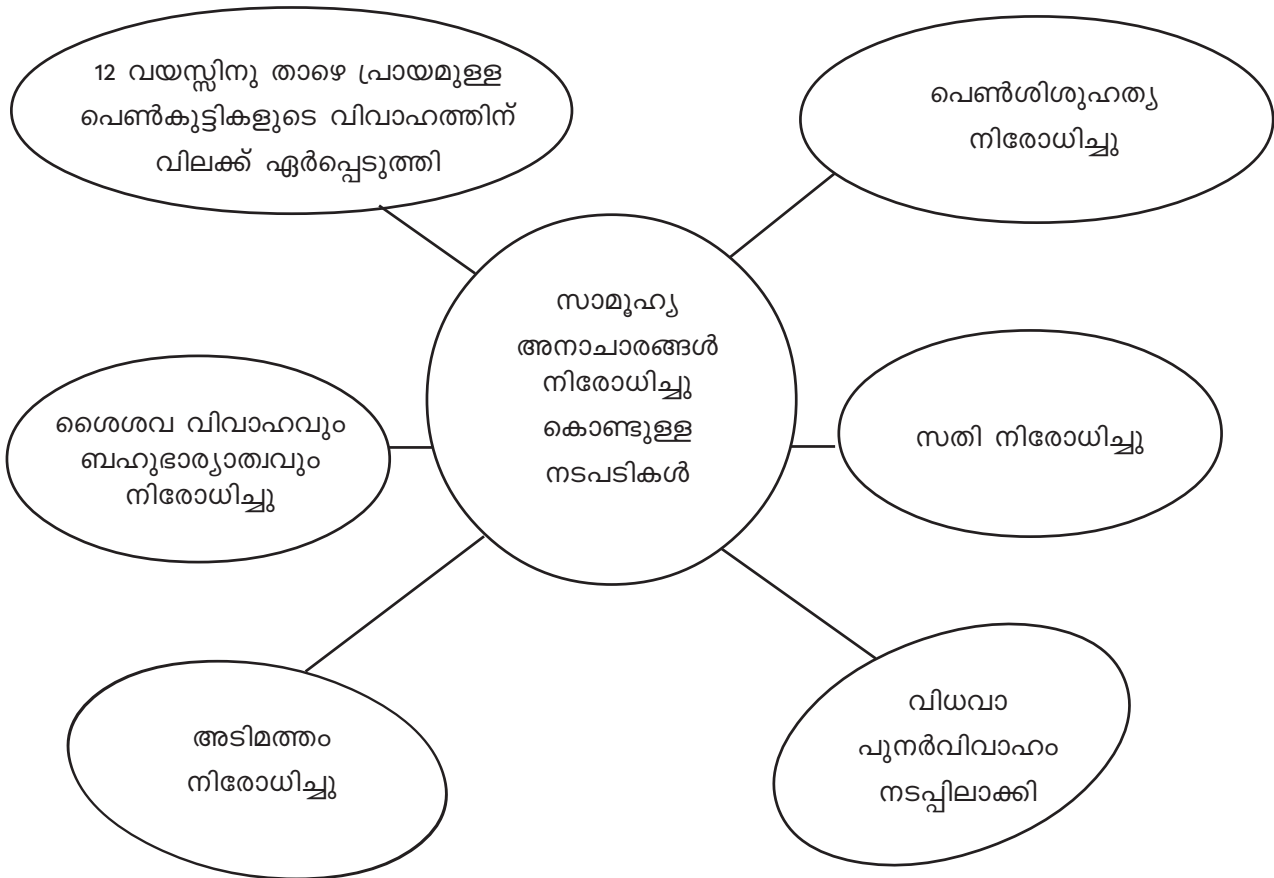 12 വയസ്സിനു താഴെ പ്രായമുള്ള
പെൺകുട്ടികളുടെ വിവാഹത്തിന്
വിലക്ക് ഏർപ്പെടുത്തി
പെൺശിശുഹത്യ
നിരോധിച്ചു
സാമൂഹ്യ
അനാചാരങ്ങൾ
നിരോധിച്ചു
കൊണ്ടുള്ള
നടപടികൾ
ശൈശവ വിവാഹവും
ബഹുഭാര്യാത്വവും
നിരോധിച്ചു
സതി നിരോധിച്ചു
അടിമത്തം
നിരോധിച്ചു
വിധവാ
പുനർവിവാഹം
നടപ്പിലാക്കി